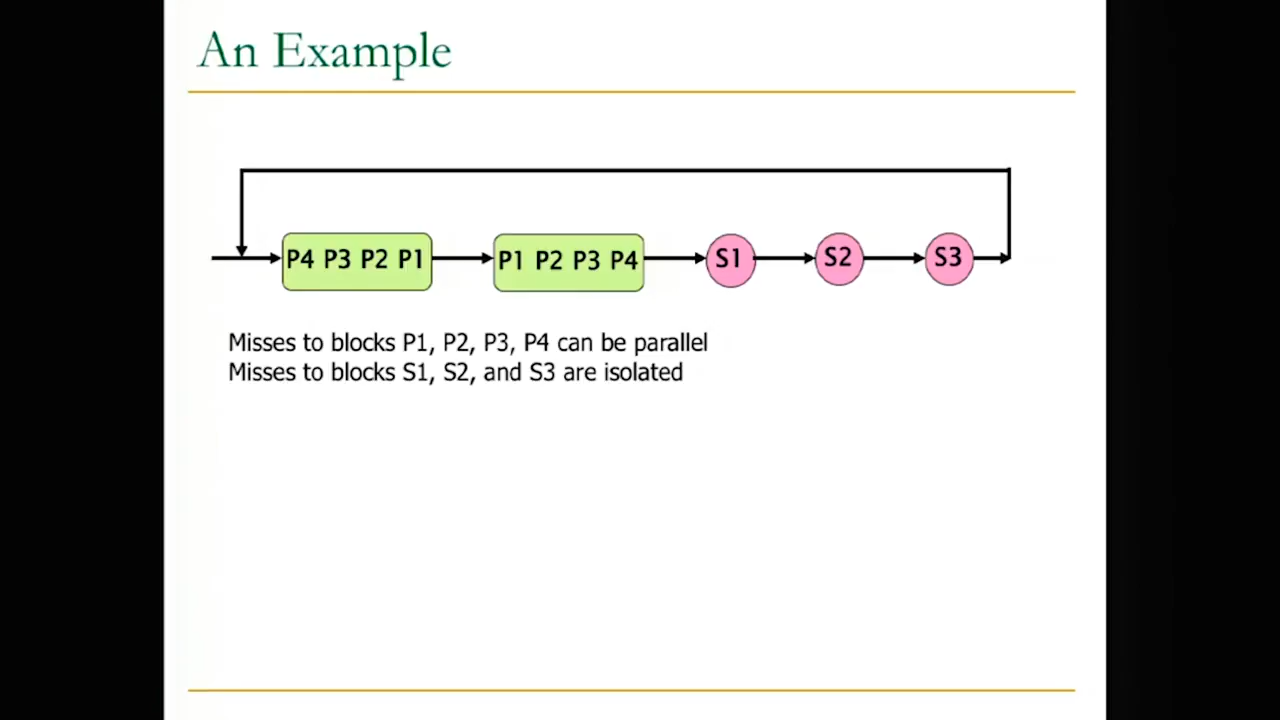 An Example
P4 P3 P2 P1
P1 P2 P3 P4
S1
S2
S3
Misses to blocks P1, P2, P3, P4 can be parallel
Misses to blocks S1, S2, and S3 are isolated